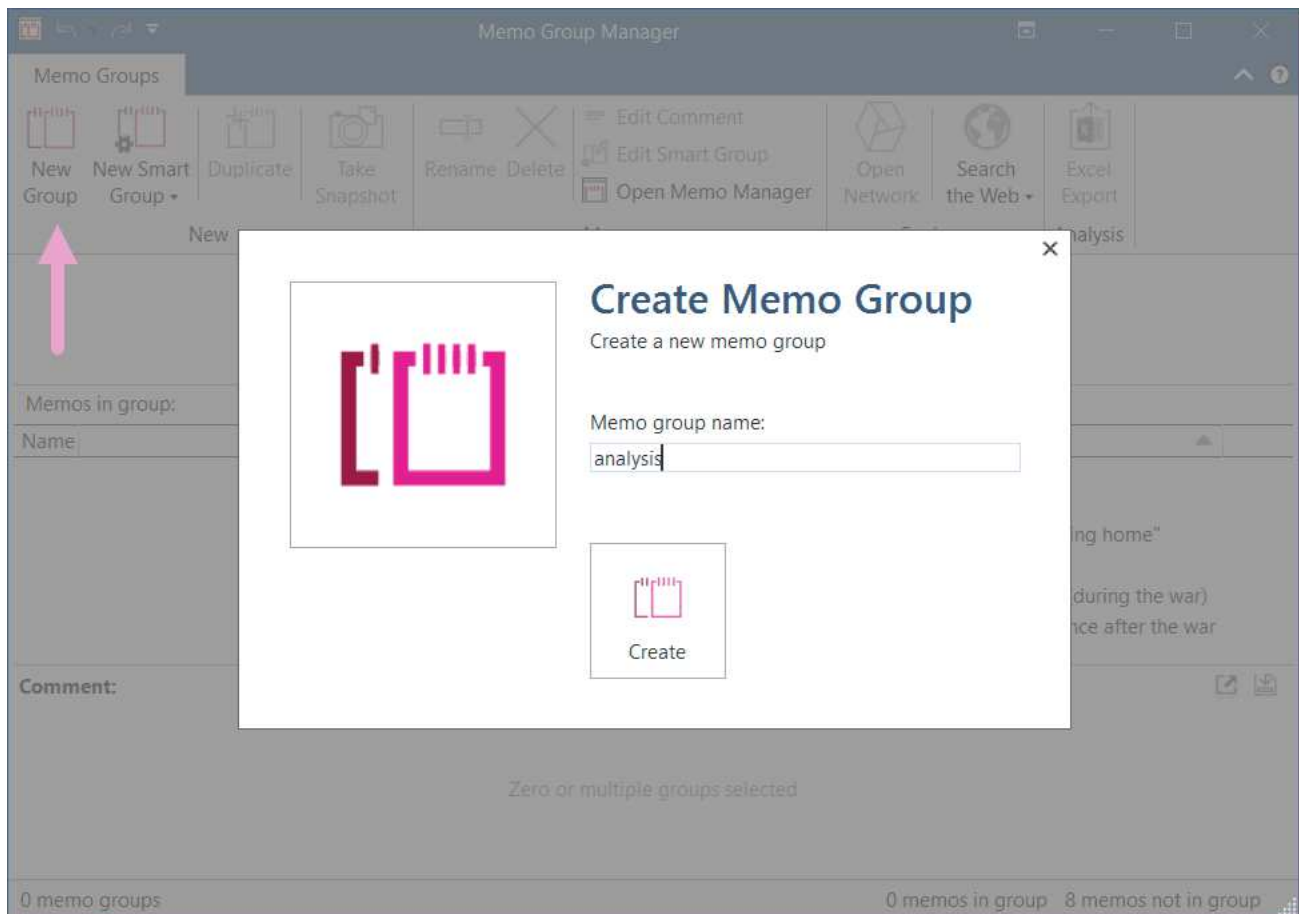 Memo Group Manager
Memo Groups
New Group
New Smart Group
Duplicate
Take Snapshot
Rename
Delete
Edit Comment
Edit Smart Group
Open Memo Manager
Open Network
Search the Web
Excel Export
New
nalysis
Create Memo Group
Create a new memo group
Memo group name:
analysis
Create
Memos in group:
Name
ing home"
during the war)
nce after the war
Comment:
Zero or multiple groups selected
0 memo groups
0 memos in group
8 memos not in group